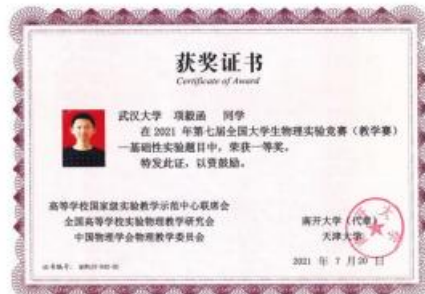 获奖证书
Certificate of Award
武汉大学 项毅函 同学
在 2021 年第七届全国大学生物理实验竞赛（教学赛）
—基础性实验题目中，荣获一等奖。
特发此证，以资鼓励。
高等学校国家级实验教学示范中心联席会
全国高等学校实验物理教学研究会
中国物理学会物理教学委员会
南开大学（代章）
天津大学
2021 年 7 月 20 日
证书编号：